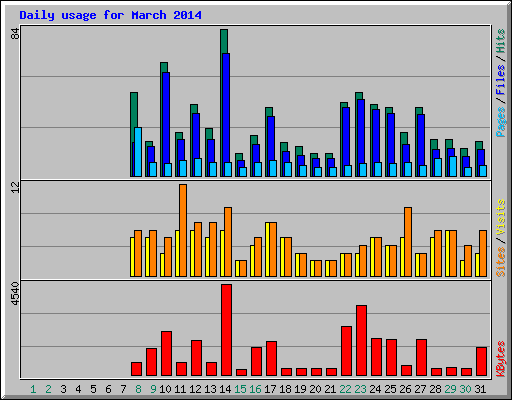 Daily usage for March 2014
84
Pages / Files / Hits
12
Sites / Visits
4540
KBytes
1 2 3 4 5 6 7 8 9 10 11 12 13 14 15 16 17 18 19 20 21 22 23 24 25 26 27 28 29 30 31